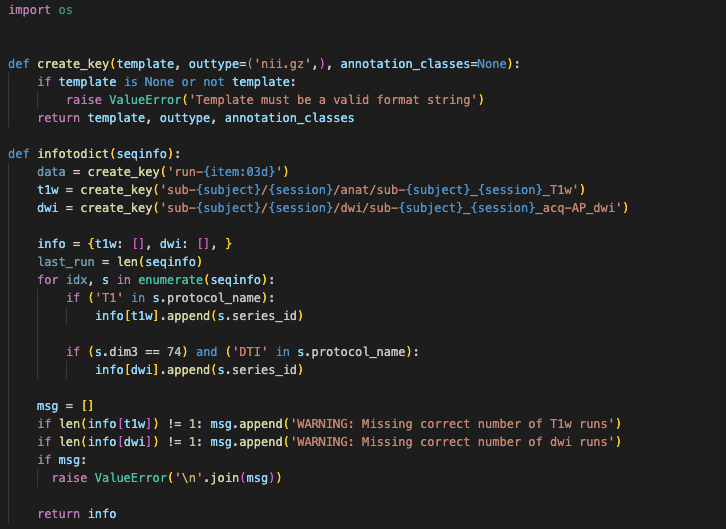 import os
def create_key(template, outtype=('nii.gz',), annotation_classes=None):
    if template is None or not template:
        raise ValueError('Template must be a valid format string')
    return template, outtype, annotation_classes
def infotodict(seqinfo):
    data = create_key('run-{item:03d}')
    t1w = create_key('sub-{subject}/{session}/anat/sub-{subject}_{session}_T1w')
    dwi = create_key('sub-{subject}/{session}/dwi/sub-{subject}_{session}_acq-AP_dwi')
    info = {t1w: [], dwi: [], }
    last_run = len(seqinfo)
    for idx, s in enumerate(seqinfo):
        if ('T1' in s.protocol_name):
            info[t1w].append(s.series_id)
        if (s.dim3 == 74) and ('DTI' in s.protocol_name):
            info[dwi].append(s.series_id)
    msg = []
    if len(info[t1w]) != 1: msg.append('WARNING: Missing correct number of T1w runs')
    if len(info[dwi]) != 1: msg.append('WARNING: Missing correct number of dwi runs')
    if msg:
      raise ValueError('\n'.join(msg))
    return info